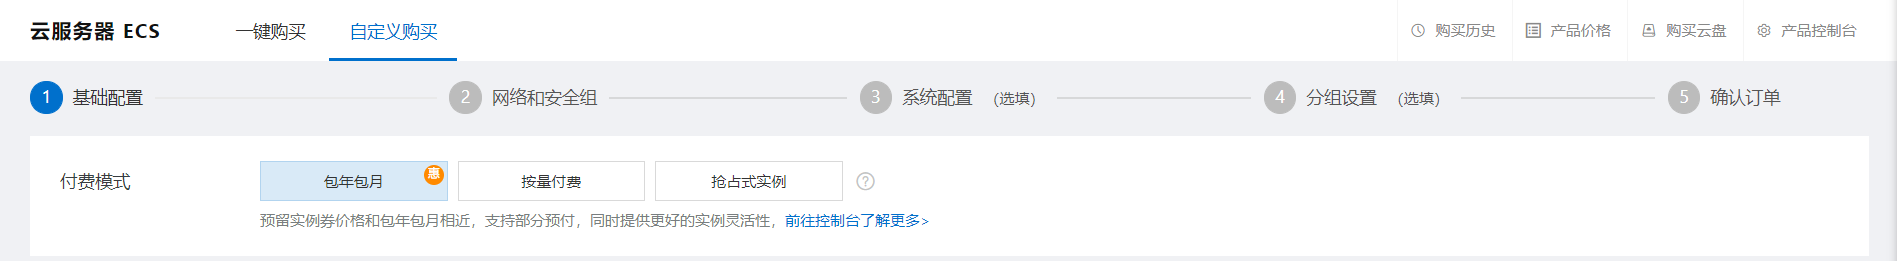 云服务器 ECS 一键购买 自定义购买 购买历史 产品价格 购买云盘 产品控制台
1 基础配置 2 网络和安全组 3 系统配置 (选填) 4 分组设置 (选填) 5 确认订单
付费模式 包年包月 惠 按量付费 抢占式实例 ?
预留实例券价格和包年包月相近，支持部分预付，同时提供更好的实例灵活性，前往控制台了解更多>